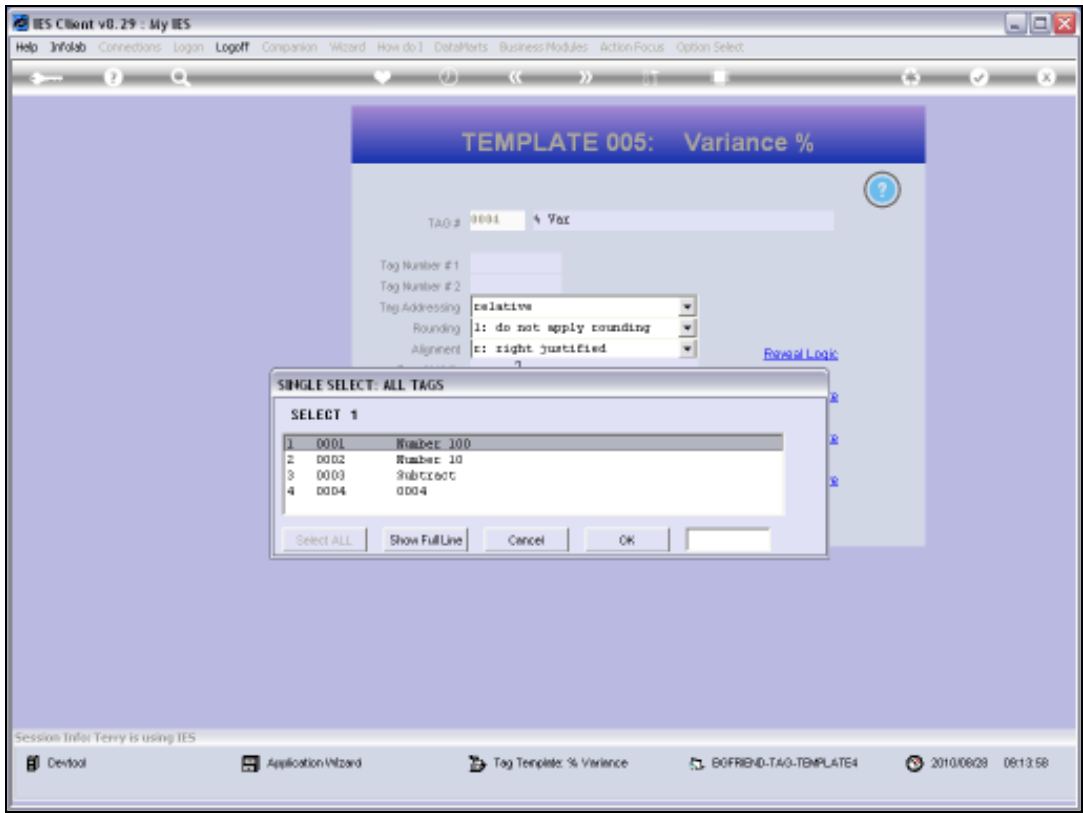 IES Client v8.29 : My IES
Help Infolab Connections Logon Logoff Companion Wizard How do I DataMarts Business Modules Action Focus Option Select
TEMPLATE 005: Variance %
TAG # 0001 % Var
Tag Number # 1
Tag Number # 2
Tag Addressing relative
Rounding 1: do not apply rounding
Alignment r: right justified
Reveal Logic
SINGLE SELECT: ALL TAGS
SELECT 1
1 0001 Number 100
2 0002 Number 10
3 0003 Subtract
4 0004 0004
Select ALL Show Full Line Cancel OK
Session Info: Terry is using IES
Devtool Application Wizard Tag Template: % Variance BGFRIEND-TAG-TEMPLATE4 2010/08/28 09:13:58